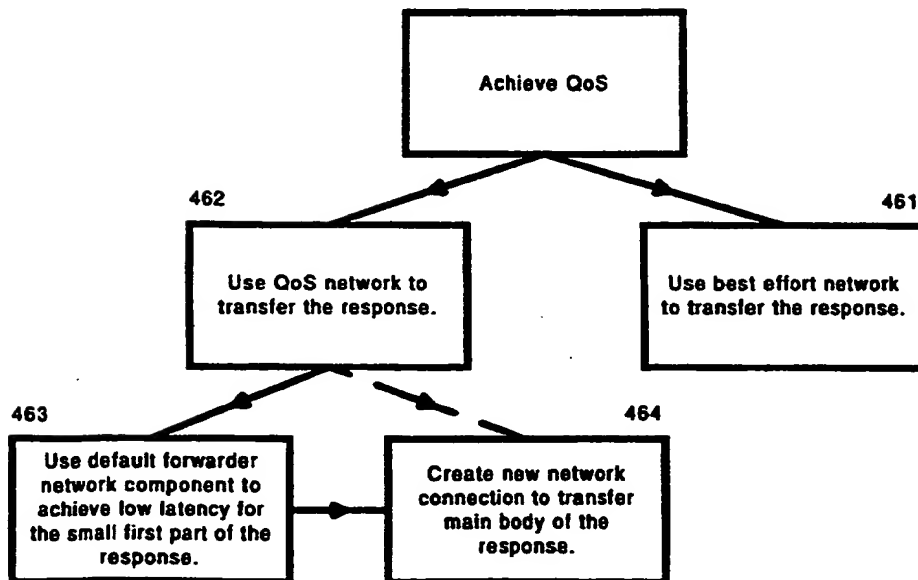 Achieve QoS
462
461
Use QoS network to
transfer the response.
Use best effort network
to transfer the response.
463
464
Use default forwarder
network component to
achieve low latency for
the small first part of the
response.
Create new network
connection to transfer
main body of the
response.